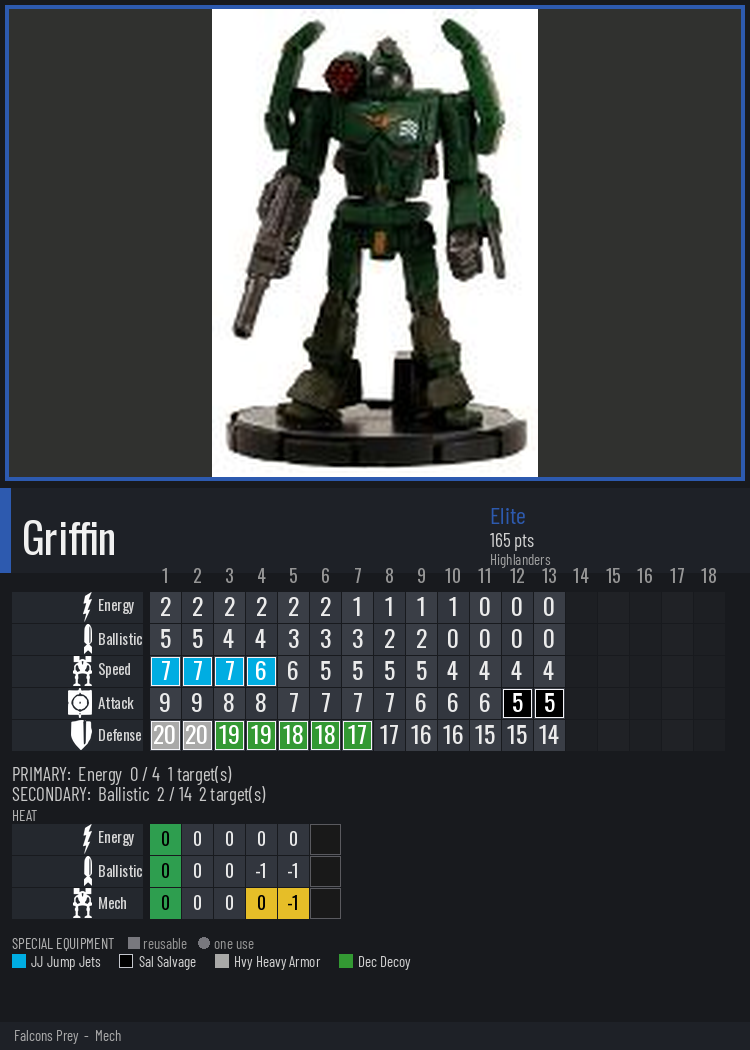 Griffin
Elite
165 pts
Highlanders
1 2 3 4 5 6 7 8 9 10 11 12 13 14 15 16 17 18
Energy 2 2 2 2 2 2 1 1 1 1 0 0 0
Ballistic 5 5 4 4 3 3 3 2 2 0 0 0 0
Speed 7 7 7 6 6 5 5 5 5 4 4 4 4
Attack 9 9 8 8 7 7 7 7 6 6 6 5 5
Defense 20 20 19 19 18 18 17 17 16 16 15 15 14
PRIMARY: Energy 0 / 4 1 target(s)
SECONDARY: Ballistic 2 / 14 2 target(s)
HEAT
Energy 0 0 0 0 0
Ballistic 0 0 0 -1 -1
Mech 0 0 0 0 -1
SPECIAL EQUIPMENT reusable one use
JJ Jump Jets Sal Salvage Hvy Heavy Armor Dec Decoy
Falcons Prey - Mech